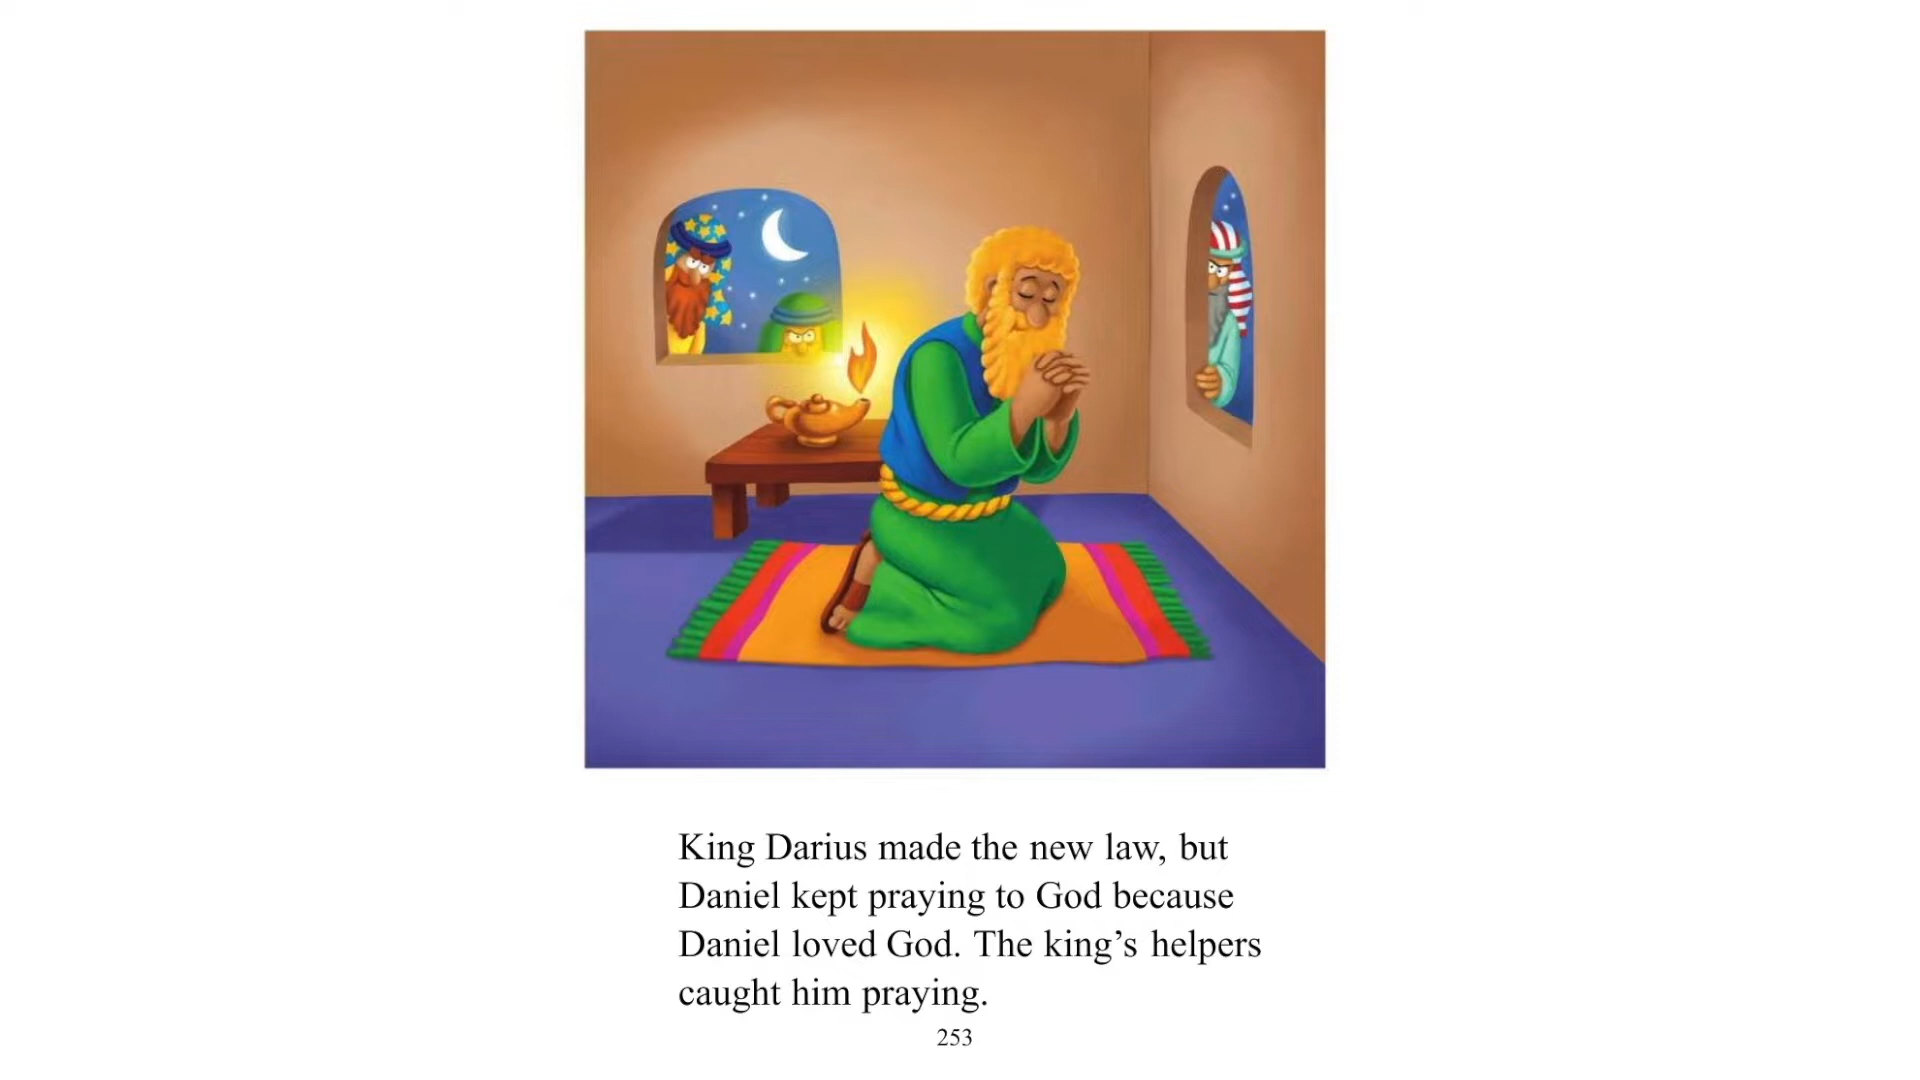 King Darius made the new law, but
Daniel kept praying to God because
Daniel loved God. The king’s helpers
caught him praying.
253